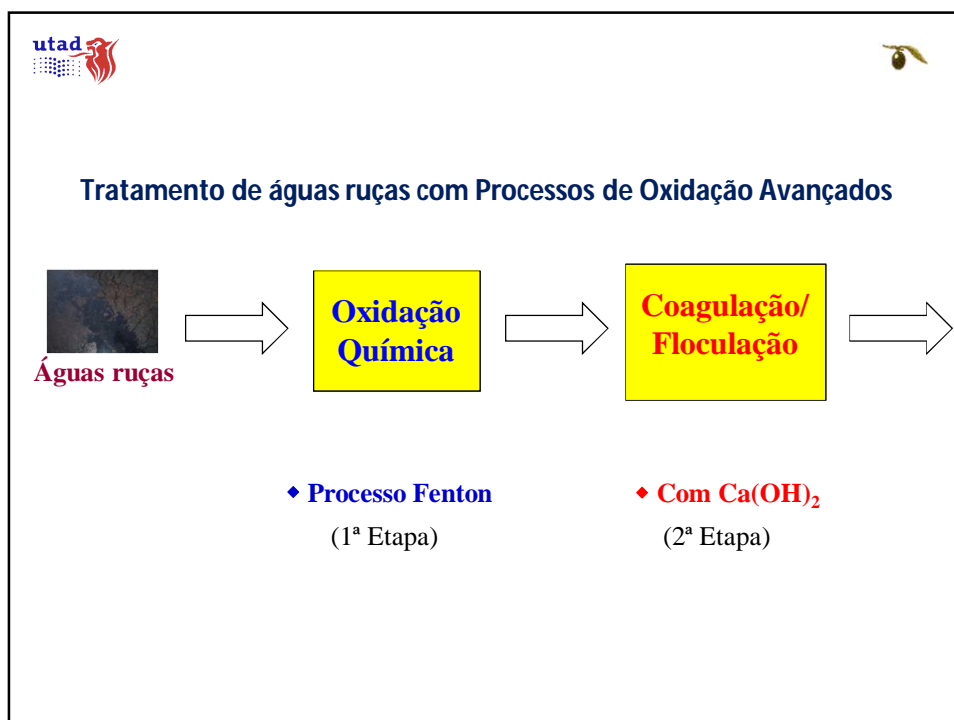 utad
Tratamento de águas ruças com Processos de Oxidação Avançados
Oxidação
Química
Coagulação/
Floculação
Águas ruças
◆ Processo Fenton
(1ª Etapa)
◆ Com Ca(OH)₂
(2ª Etapa)